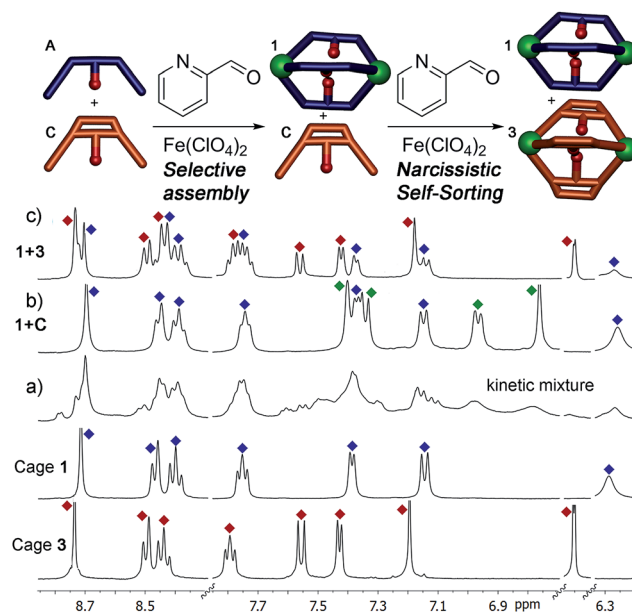 A
+
C
N
O
Fe(ClO4)2
Selective
assembly
1
+
C
N
O
Fe(ClO4)2
Narcissistic
Self-Sorting
1
+
3
c)
1+3
b)
1+C
a)
kinetic mixture
Cage 1
Cage 3
8.7 8.5 7.7 7.5 7.3 7.1 6.9 ppm 6.3